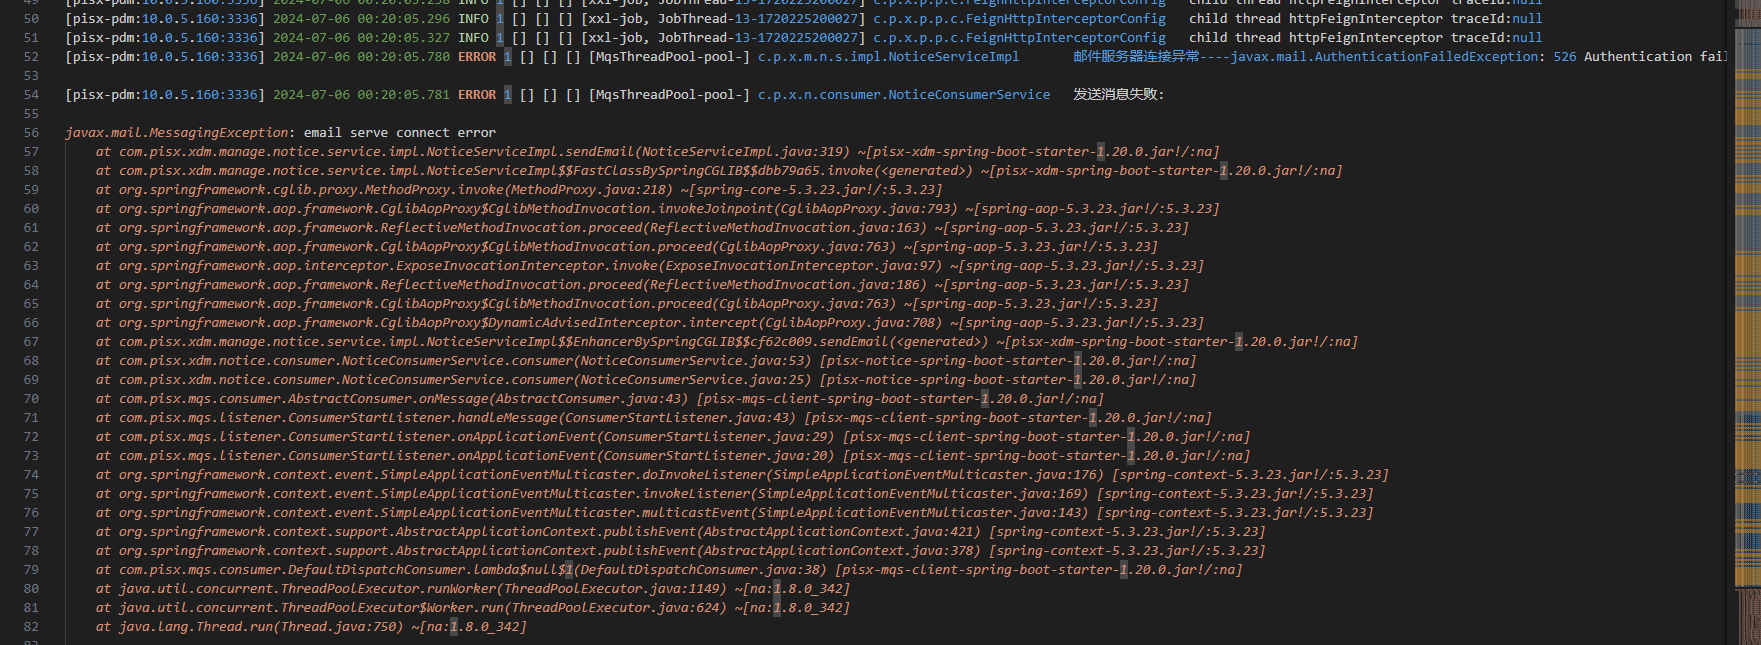 49 [pisx-pdm:10.0.5.160:3336] 2024-07-06 00:20:05.258 INFO 1 [] [] [] [xxl-job, JobThread-13-1720225200027] c.p.x.p.p.c.FeignHttpInterceptorConfig child thread httpFeignInterceptor traceId:null
50 [pisx-pdm:10.0.5.160:3336] 2024-07-06 00:20:05.296 INFO 1 [] [] [] [xxl-job, JobThread-13-1720225200027] c.p.x.p.p.c.FeignHttpInterceptorConfig child thread httpFeignInterceptor traceId:null
51 [pisx-pdm:10.0.5.160:3336] 2024-07-06 00:20:05.327 INFO 1 [] [] [] [xxl-job, JobThread-13-1720225200027] c.p.x.p.p.c.FeignHttpInterceptorConfig child thread httpFeignInterceptor traceId:null
52 [pisx-pdm:10.0.5.160:3336] 2024-07-06 00:20:05.780 ERROR 1 [] [] [] [MqsThreadPool-pool-] c.p.x.m.n.s.impl.NoticeServiceImpl 邮件服务器连接异常----javax.mail.AuthenticationFailedException: 526 Authentication fail
53
54 [pisx-pdm:10.0.5.160:3336] 2024-07-06 00:20:05.781 ERROR 1 [] [] [] [MqsThreadPool-pool-] c.p.x.n.consumer.NoticeConsumerService 发送消息失败:
55
56 javax.mail.MessagingException: email serve connect error
57 at com.pisx.xdm.manage.notice.service.impl.NoticeServiceImpl.sendEmail(NoticeServiceImpl.java:319) ~[pisx-xdm-spring-boot-starter-1.20.0.jar!/:na]
58 at com.pisx.xdm.manage.notice.service.impl.NoticeServiceImpl$$FastClassBySpringCGLIB$$dbb79a65.invoke(<generated>) ~[pisx-xdm-spring-boot-starter-1.20.0.jar!/:na]
59 at org.springframework.cglib.proxy.MethodProxy.invoke(MethodProxy.java:218) ~[spring-core-5.3.23.jar!/:5.3.23]
60 at org.springframework.aop.framework.CglibAopProxy$CglibMethodInvocation.invokeJoinpoint(CglibAopProxy.java:793) ~[spring-aop-5.3.23.jar!/:5.3.23]
61 at org.springframework.aop.framework.ReflectiveMethodInvocation.proceed(ReflectiveMethodInvocation.java:163) ~[spring-aop-5.3.23.jar!/:5.3.23]
62 at org.springframework.aop.framework.CglibAopProxy$CglibMethodInvocation.proceed(CglibAopProxy.java:763) ~[spring-aop-5.3.23.jar!/:5.3.23]
63 at org.springframework.aop.interceptor.ExposeInvocationInterceptor.invoke(ExposeInvocationInterceptor.java:97) ~[spring-aop-5.3.23.jar!/:5.3.23]
64 at org.springframework.aop.framework.ReflectiveMethodInvocation.proceed(ReflectiveMethodInvocation.java:186) ~[spring-aop-5.3.23.jar!/:5.3.23]
65 at org.springframework.aop.framework.CglibAopProxy$CglibMethodInvocation.proceed(CglibAopProxy.java:763) ~[spring-aop-5.3.23.jar!/:5.3.23]
66 at org.springframework.aop.framework.CglibAopProxy$DynamicAdvisedInterceptor.intercept(CglibAopProxy.java:708) ~[spring-aop-5.3.23.jar!/:5.3.23]
67 at com.pisx.xdm.manage.notice.service.impl.NoticeServiceImpl$$EnhancerBySpringCGLIB$$cf62c009.sendEmail(<generated>) ~[pisx-xdm-spring-boot-starter-1.20.0.jar!/:na]
68 at com.pisx.xdm.notice.consumer.NoticeConsumerService.consumer(NoticeConsumerService.java:53) [pisx-notice-spring-boot-starter-1.20.0.jar!/:na]
69 at com.pisx.xdm.notice.consumer.NoticeConsumerService.consumer(NoticeConsumerService.java:25) [pisx-notice-spring-boot-starter-1.20.0.jar!/:na]
70 at com.pisx.mqs.consumer.AbstractConsumer.onMessage(AbstractConsumer.java:43) [pisx-mqs-client-spring-boot-starter-1.20.0.jar!/:na]
71 at com.pisx.mqs.listener.ConsumerStartListener.handleMessage(ConsumerStartListener.java:43) [pisx-mqs-client-spring-boot-starter-1.20.0.jar!/:na]
72 at com.pisx.mqs.listener.ConsumerStartListener.onApplicationEvent(ConsumerStartListener.java:29) [pisx-mqs-client-spring-boot-starter-1.20.0.jar!/:na]
73 at com.pisx.mqs.listener.ConsumerStartListener.onApplicationEvent(ConsumerStartListener.java:20) [pisx-mqs-client-spring-boot-starter-1.20.0.jar!/:na]
74 at org.springframework.context.event.SimpleApplicationEventMulticaster.doInvokeListener(SimpleApplicationEventMulticaster.java:176) [spring-context-5.3.23.jar!/:5.3.23]
75 at org.springframework.context.event.SimpleApplicationEventMulticaster.invokeListener(SimpleApplicationEventMulticaster.java:169) [spring-context-5.3.23.jar!/:5.3.23]
76 at org.springframework.context.event.SimpleApplicationEventMulticaster.multicastEvent(SimpleApplicationEventMulticaster.java:143) [spring-context-5.3.23.jar!/:5.3.23]
77 at org.springframework.context.support.AbstractApplicationContext.publishEvent(AbstractApplicationContext.java:421) [spring-context-5.3.23.jar!/:5.3.23]
78 at org.springframework.context.support.AbstractApplicationContext.publishEvent(AbstractApplicationContext.java:378) [spring-context-5.3.23.jar!/:5.3.23]
79 at com.pisx.mqs.consumer.DefaultDispatchConsumer.lambda$null$1(DefaultDispatchConsumer.java:38) [pisx-mqs-client-spring-boot-starter-1.20.0.jar!/:na]
80 at java.util.concurrent.ThreadPoolExecutor.runWorker(ThreadPoolExecutor.java:1149) ~[na:1.8.0_342]
81 at java.util.concurrent.ThreadPoolExecutor$Worker.run(ThreadPoolExecutor.java:624) ~[na:1.8.0_342]
82 at java.lang.Thread.run(Thread.java:750) ~[na:1.8.0_342]